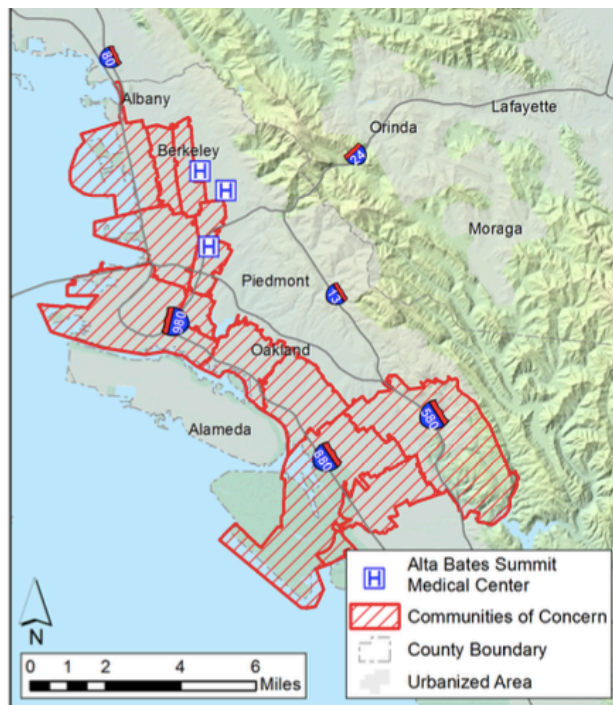 80
Albany
Lafayette
Orinda
24
Berkeley
H
H
Moraga
H
Piedmont
13
980
Oakland
580
Alameda
880
H Alta Bates Summit
Medical Center
Communities of Concern
County Boundary
Urbanized Area
N
0 1 2 4 6
Miles